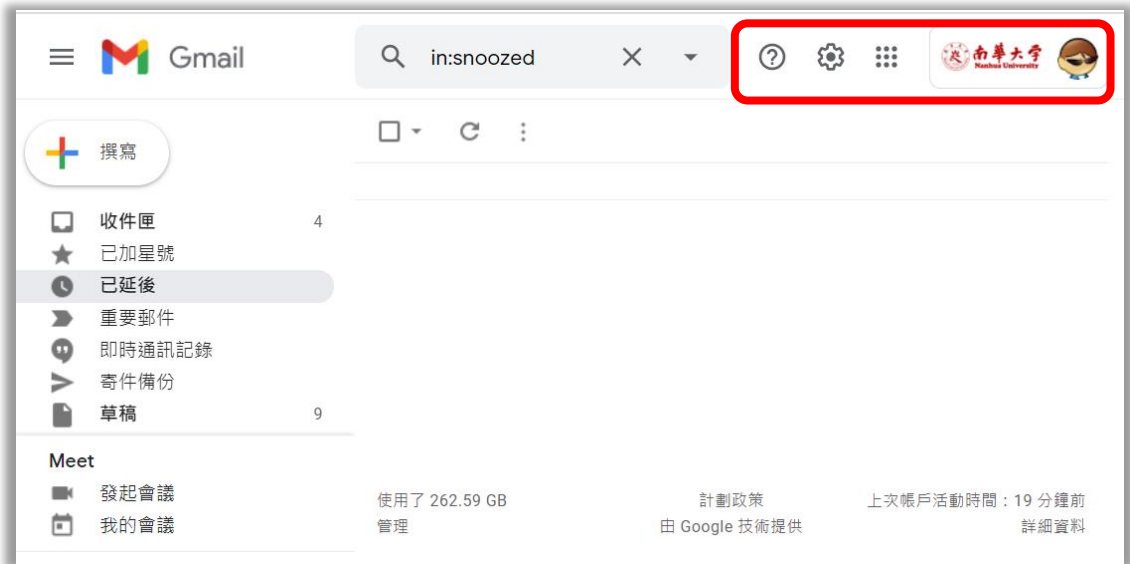 Gmail
in:snoozed
南華大學
Nanhua University
撰寫
收件匣 4
已加星號
已延後
重要郵件
即時通訊記錄
寄件備份
草稿 9
Meet
發起會議
我的會議
使用了 262.59 GB
管理
計劃政策
由 Google 技術提供
上次帳戶活動時間：19 分鐘前
詳細資料